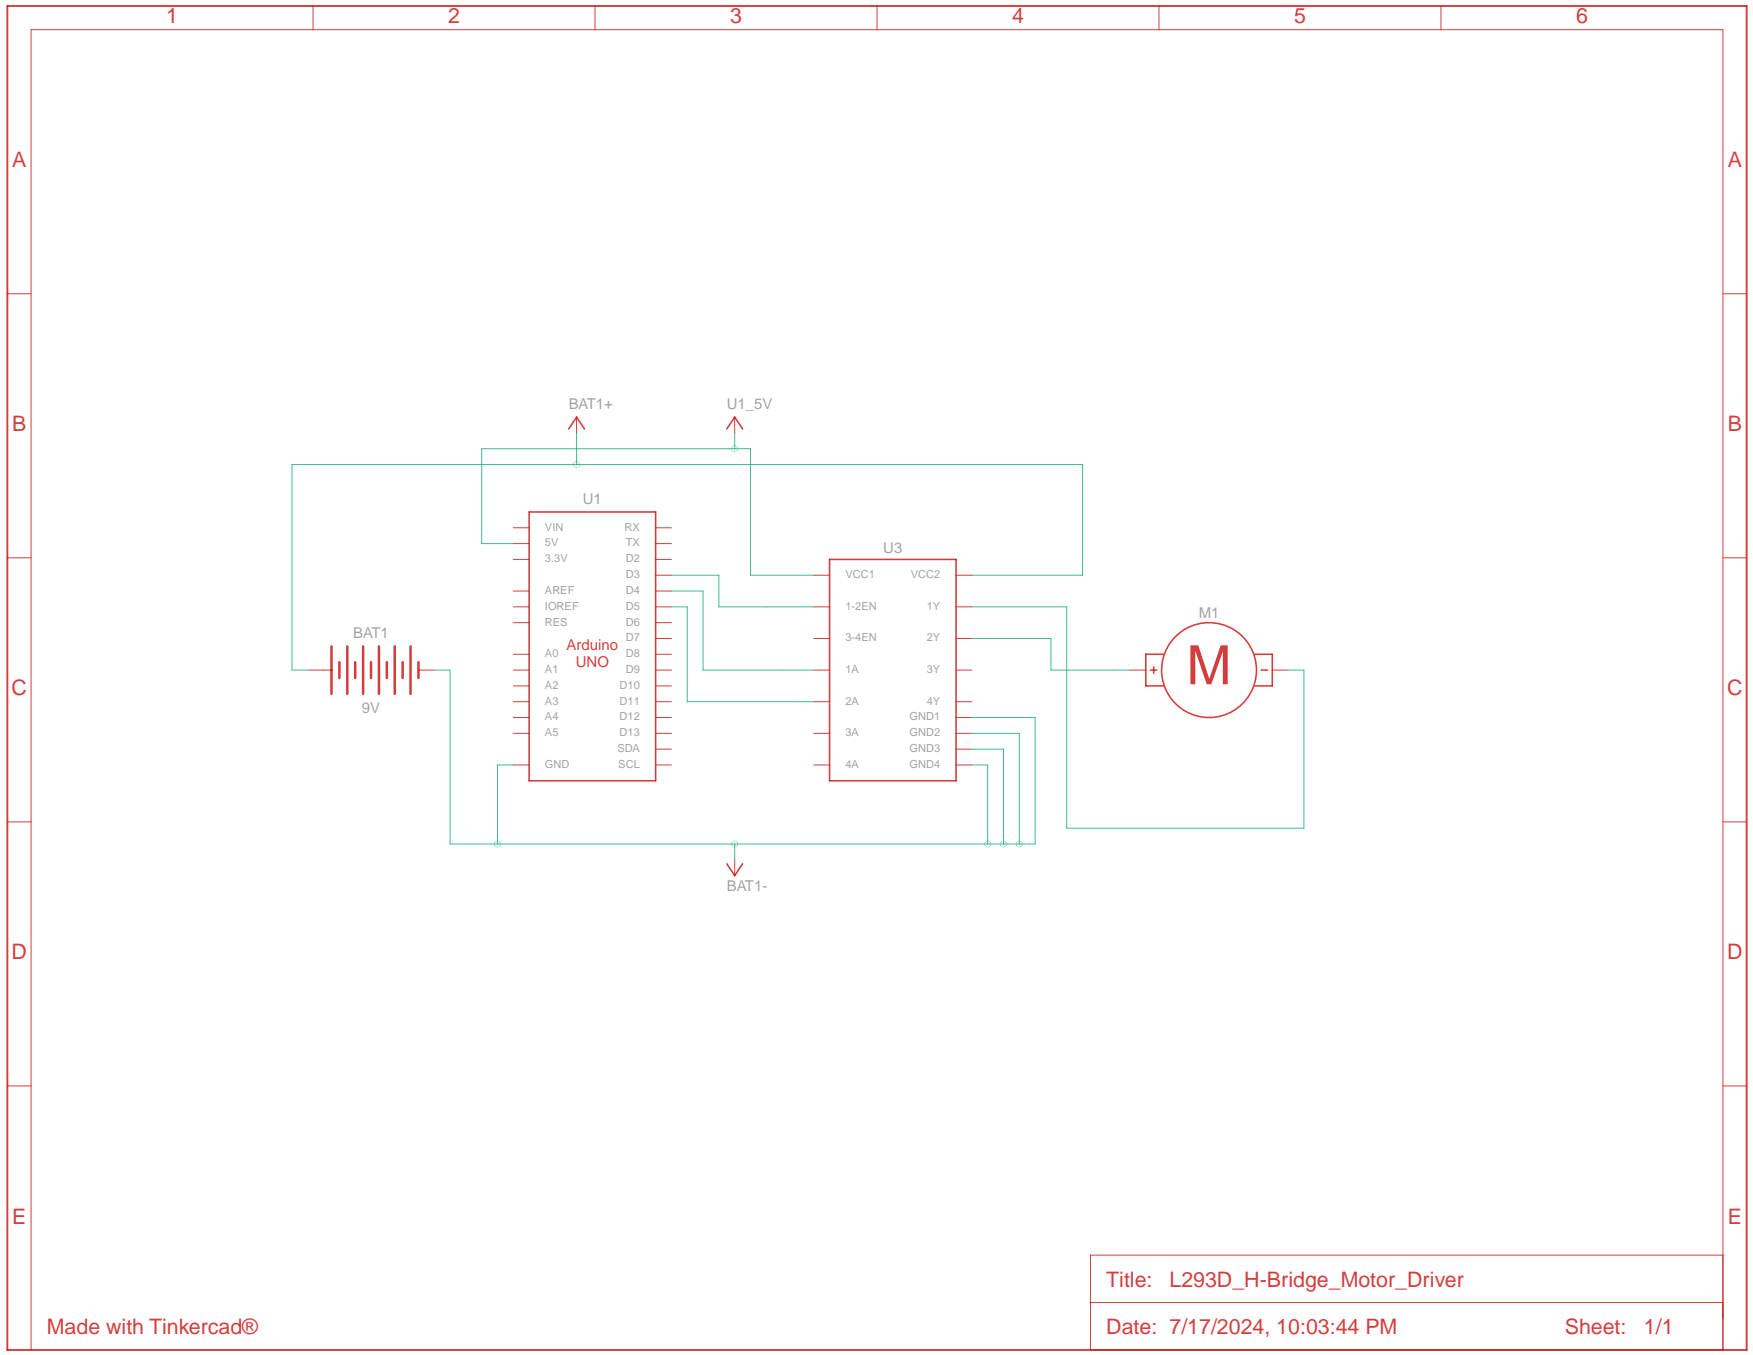 1 2 3 4 5 6
A A
BAT1+ U1_5V
B B
U1
VIN RX
5V TX
3.3V D2
U3
D3 VCC1 VCC2
AREF D4
IOREF D5 1-2EN 1Y
M1
RES D6
BAT1
D7 3-4EN 2Y
Arduino
A0 D8
UNO
A1 D9 1A 3Y
M
+ -
A2 D10
C C
A3 D11 2A 4Y
9V
A4 D12 GND1
A5 D13 3A GND2
SDA GND3
GND SCL 4A GND4
BAT1-
D D
E E
Title: L293D_H-Bridge_Motor_Driver
Made with Tinkercad®
Date: 7/17/2024, 10:03:44 PM Sheet: 1/1